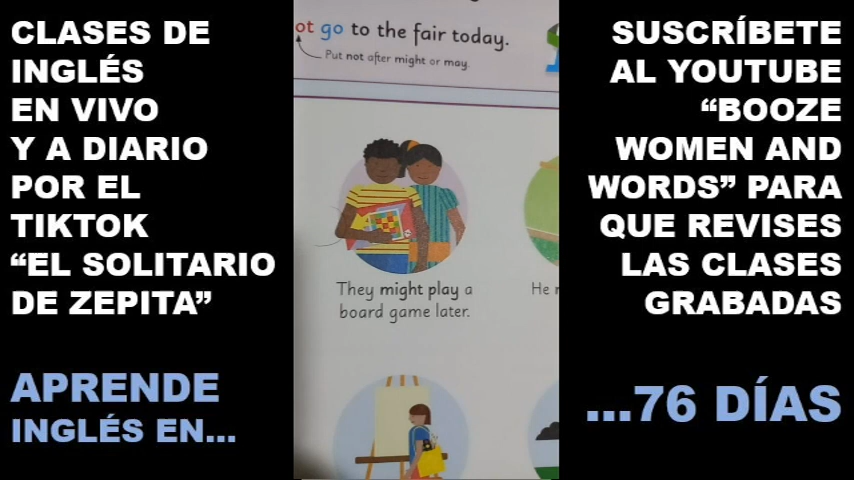 CLASES DE
INGLÉS
EN VIVO
Y A DIARIO
POR EL
TIKTOK
“EL SOLITARIO
DE ZEPITA”
APRENDE
INGLÉS EN...
ot go to the fair today.
Put not after might or may.
They might play a
board game later.
He
SUSCRÍBETE
AL YOUTUBE
“BOOZE
WOMEN AND
WORDS” PARA
QUE REVISES
LAS CLASES
GRABADAS
...76 DÍAS